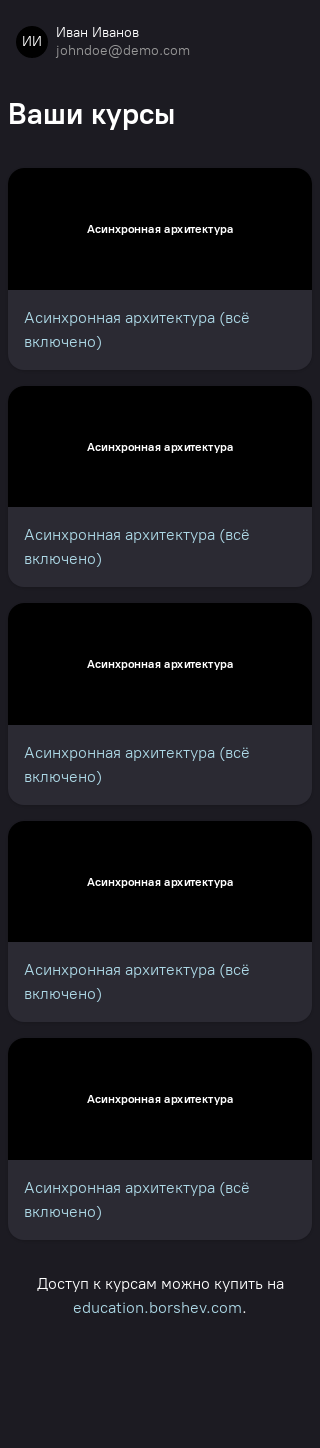 ИИ
Иван Иванов
johndoe@demo.com
Ваши курсы
Асинхронная архитектура
Асинхронная архитектура (всё
включено)
Асинхронная архитектура
Асинхронная архитектура (всё
включено)
Асинхронная архитектура
Асинхронная архитектура (всё
включено)
Асинхронная архитектура
Асинхронная архитектура (всё
включено)
Асинхронная архитектура
Асинхронная архитектура (всё
включено)
Доступ к курсам можно купить на
education.borshev.com.